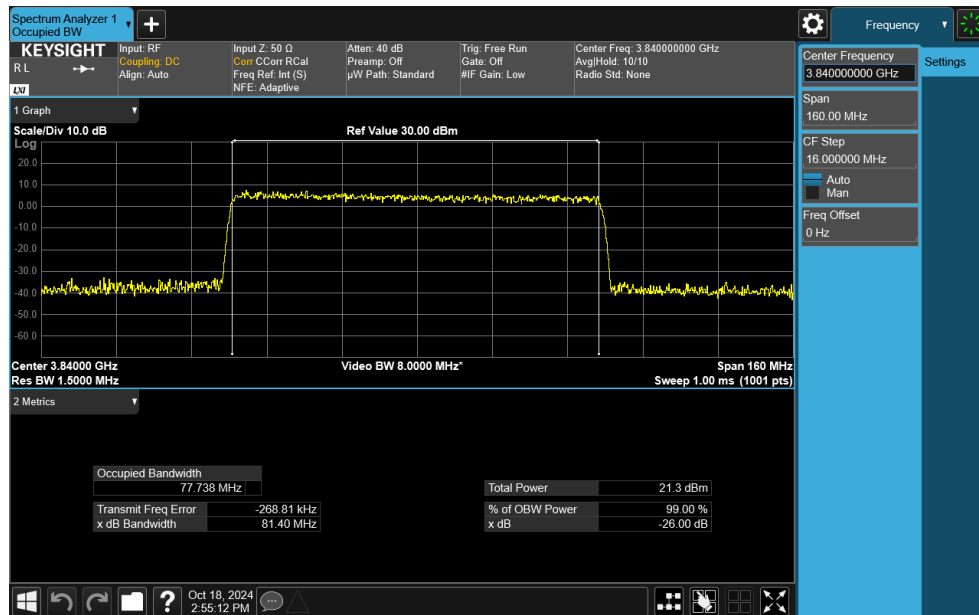 Spectrum Analyzer 1
Occupied BW
Frequency
KEYSIGHT
R L
LXI
Input: RF
Coupling: DC
Align: Auto
Input Z: 50 Ω
Corr CCorr RCal
Freq Ref: Int (S)
NFE: Adaptive
Atten: 40 dB
Preamp: Off
µW Path: Standard
Trig: Free Run
Gate: Off
#IF Gain: Low
Center Freq: 3.840000000 GHz
Avg|Hold: 10/10
Radio Std: None
Center Frequency
3.840000000 GHz
Settings
Span
160.00 MHz
CF Step
16.000000 MHz
Auto
Man
Freq Offset
0 Hz
1 Graph
Scale/Div 10.0 dB
Ref Value 30.00 dBm
Log
20.0
10.0
0.00
-10.0
-20.0
-30.0
-40.0
-50.0
-60.0
Center 3.84000 GHz
Video BW 8.0000 MHz*
Span 160 MHz
Res BW 1.5000 MHz
Sweep 1.00 ms (1001 pts)
2 Metrics
Occupied Bandwidth
77.738 MHz
Total Power 21.3 dBm
Transmit Freq Error -268.81 kHz
% of OBW Power 99.00 %
x dB Bandwidth 81.40 MHz
x dB -26.00 dB
?
Oct 18, 2024
2:55:12 PM